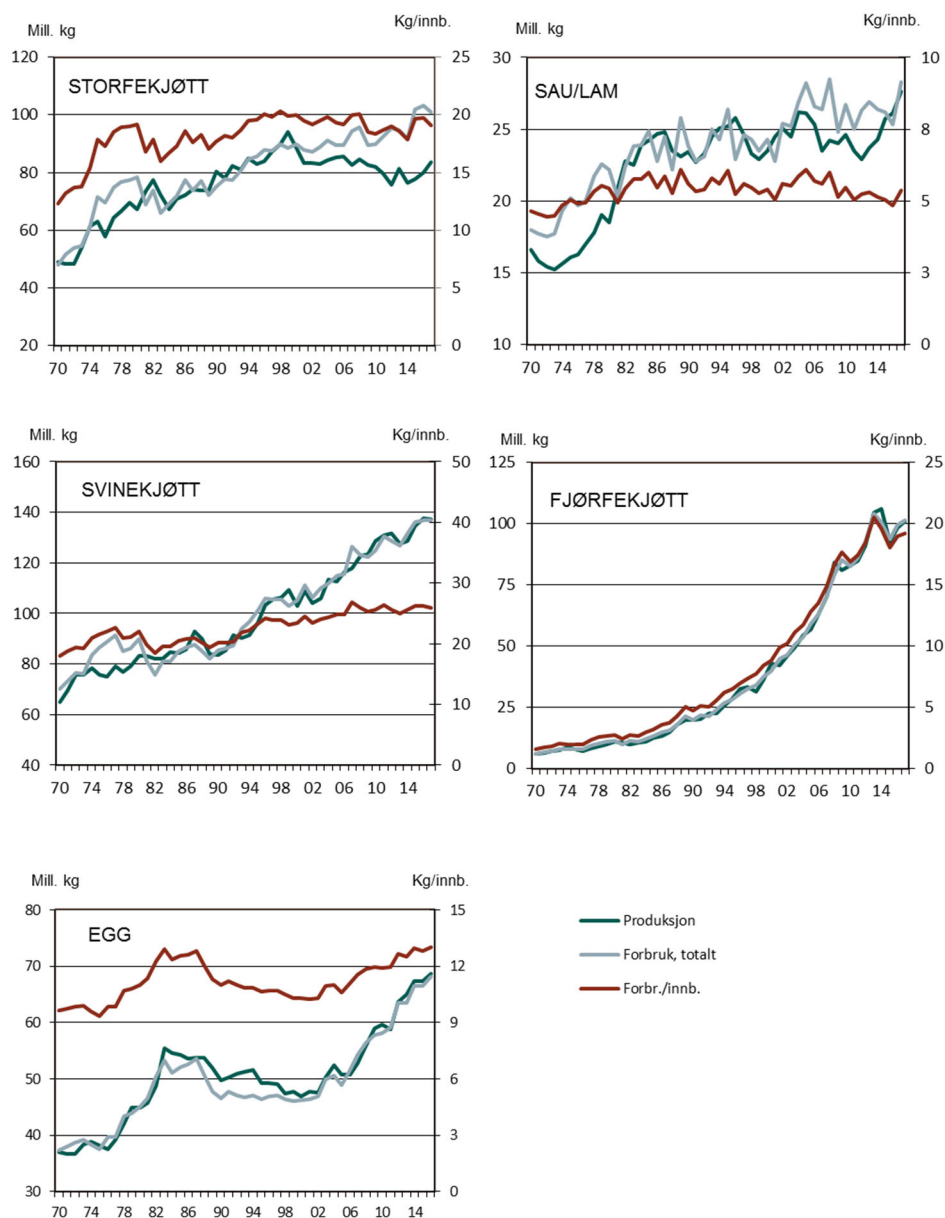 Mill. kg Kg/innb.
STORFEKJØTT
120 25
100 20
80 15
60 10
40 5
20 0
70 74 78 82 86 90 94 98 02 06 10 14
Mill. kg Kg/innb.
SAU/LAM
30 10
25 8
20 5
15 3
10 0
70 74 78 82 86 90 94 98 02 06 10 14
Mill. kg Kg/innb.
SVINEKJØTT
160 50
140 40
120 30
100 20
80 10
60 0
40
70 74 78 82 86 90 94 98 02 06 10 14
Mill. kg Kg/innb.
FJØRFEKJØTT
125 25
100 20
75 15
50 10
25 5
0 0
70 74 78 82 86 90 94 98 02 06 10 14
Mill. kg Kg/innb.
EGG
80 15
70 12
60 9
50 6
40 3
30 0
70 74 78 82 86 90 94 98 02 06 10 14
Produksjon
Forbruk, totalt
Forbr./innb.